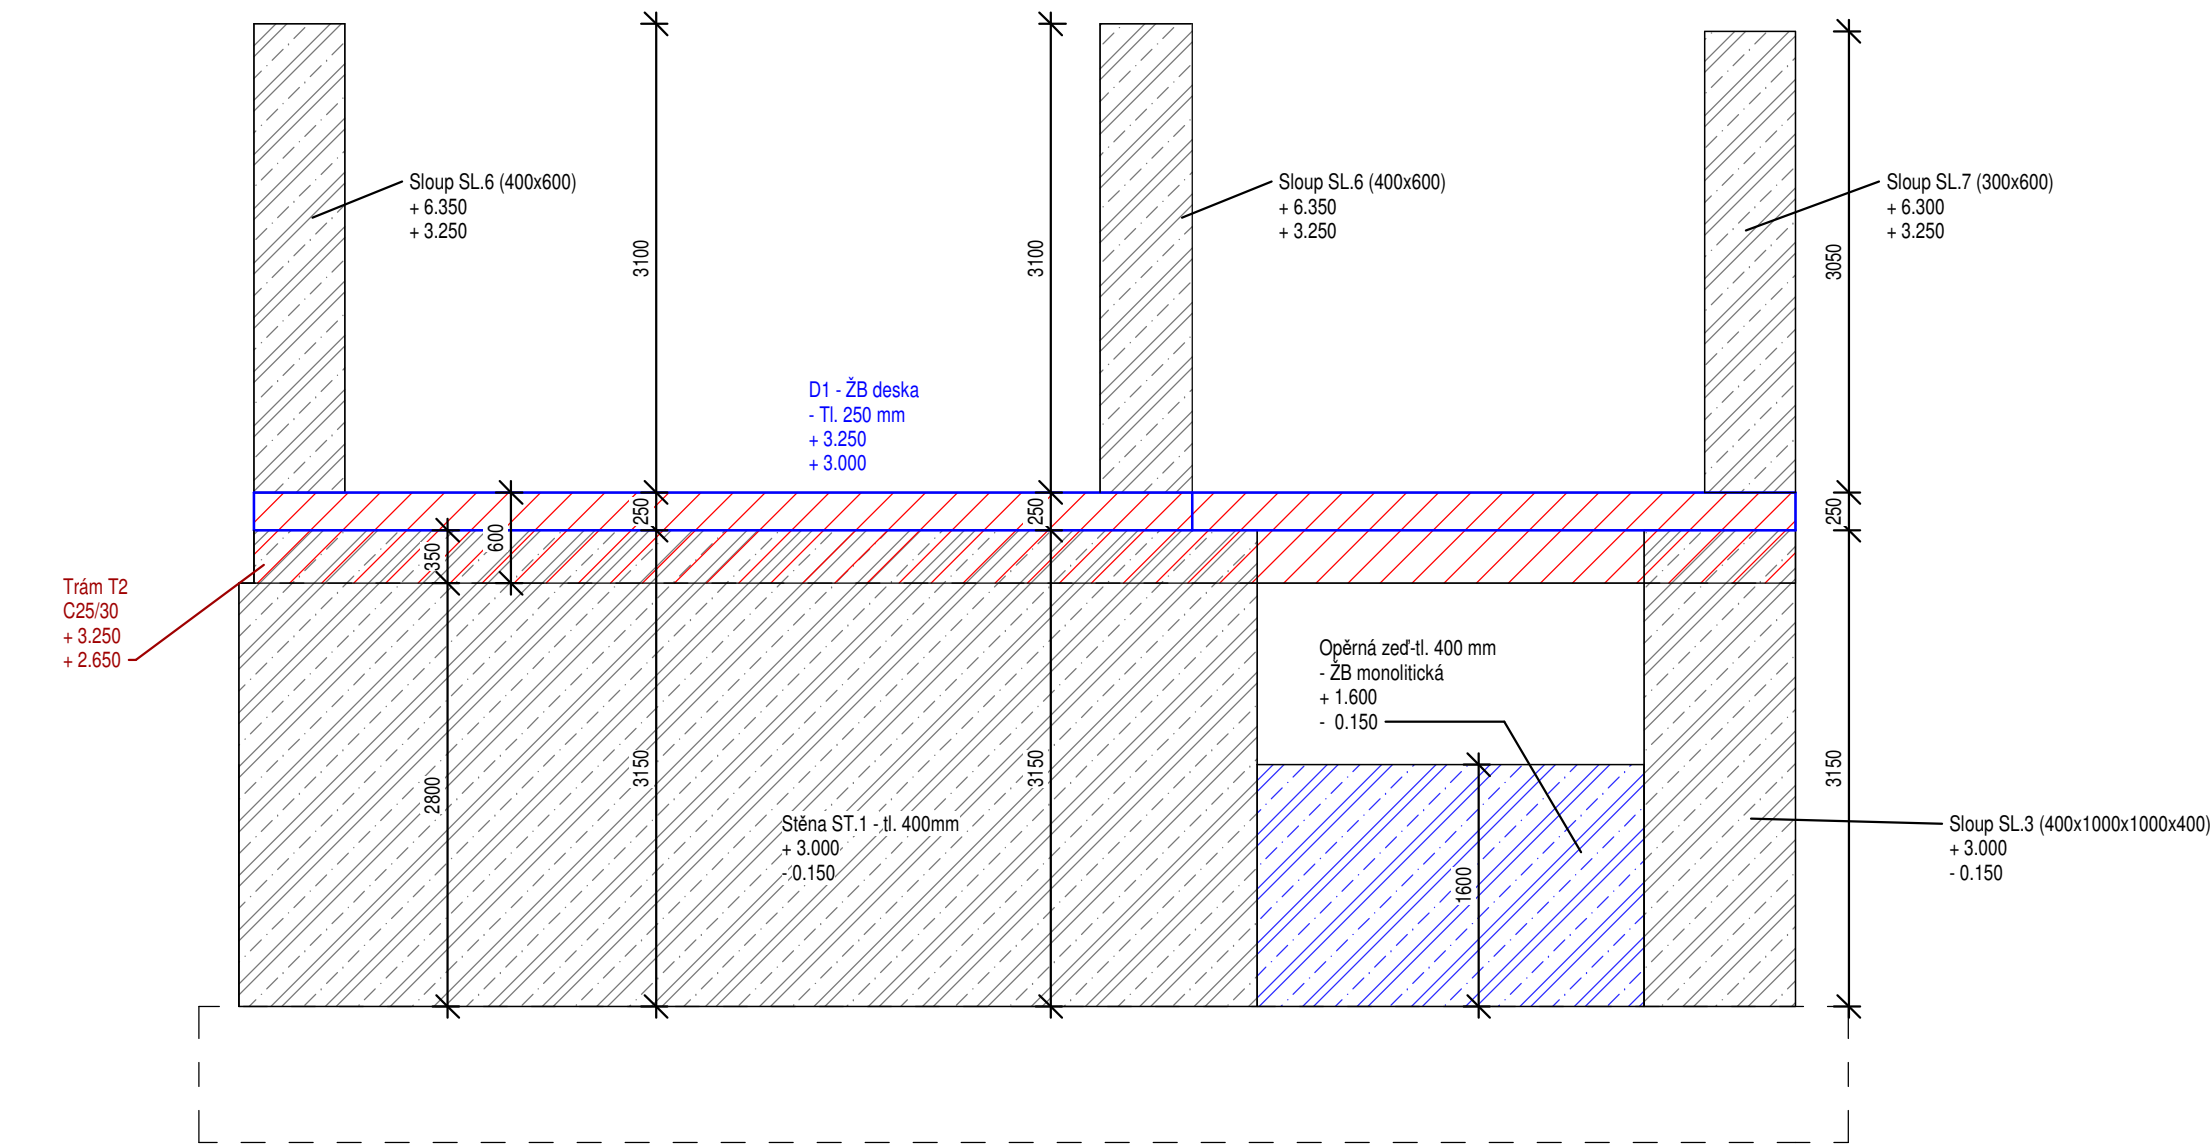 Sloup SL.6 (400x600)
+ 6.350
+ 3.250
Sloup SL.6 (400x600)
+ 6.350
+ 3.250
Sloup SL.7 (300x600)
+ 6.300
+ 3.250
3100
3100
3050
D1 - ŽB deska
- Tl. 250 mm
+ 3.250
+ 3.000
250
250
250
600
350
Trám T2
C25/30
+ 3.250
+ 2.650
Opěrná zeď-tl. 400 mm
- ŽB monolitická
+ 1.600
- 0.150
2800
3150
3150
3150
Stěna ST.1 - tl. 400mm
+ 3.000
- 0.150
1600
Sloup SL.3 (400x1000x1000x400)
+ 3.000
- 0.150